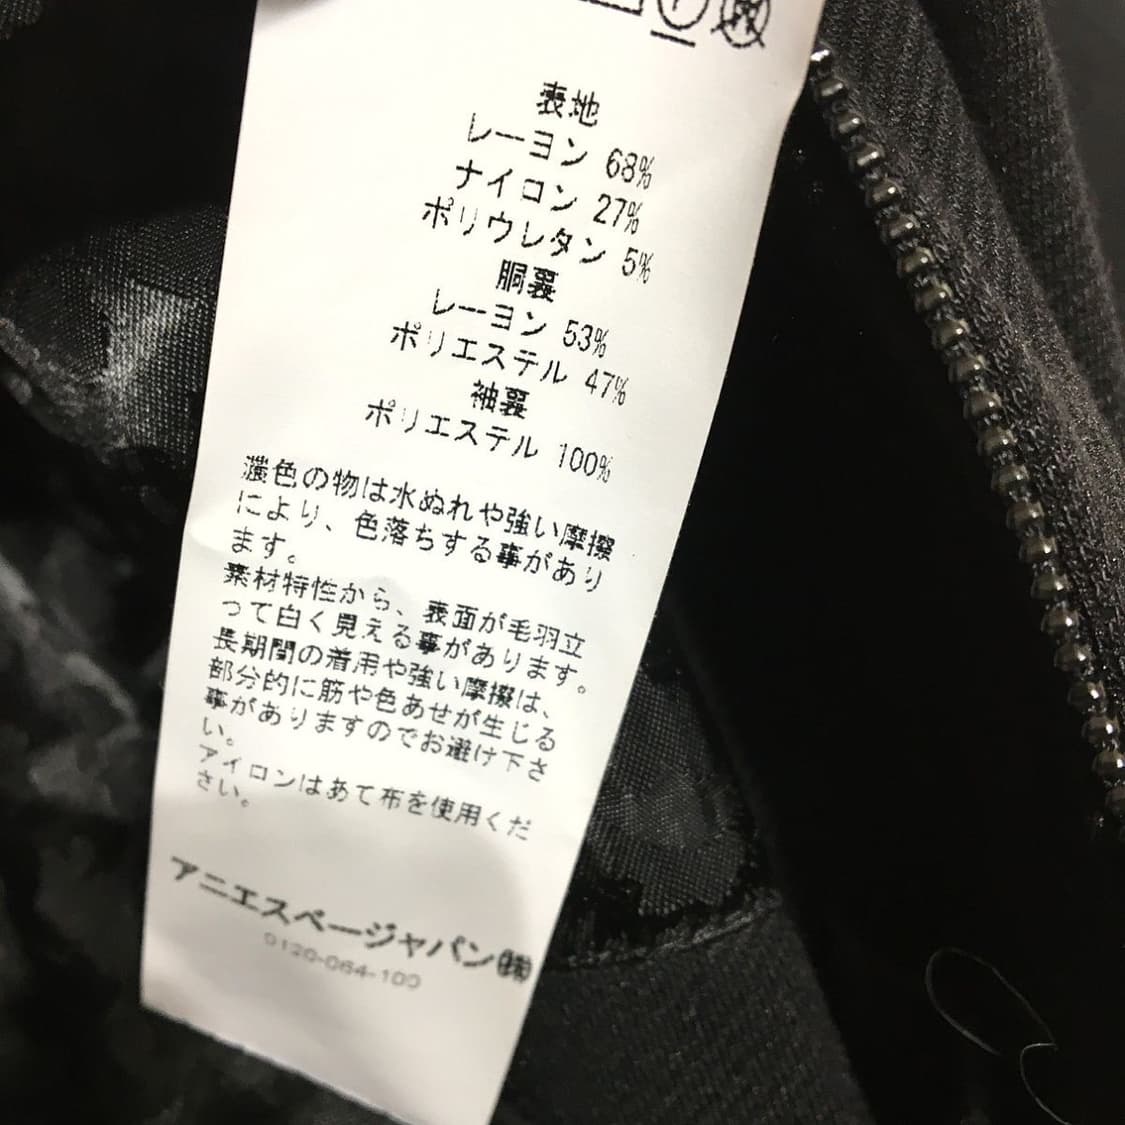 表地
レーヨン 68%
ナイロン 27%
ポリウレタン 5%
胴裏
レーヨン 53%
ポリエステル 47%
袖裏
ポリエステル 100%
濃色の物は水ぬれや強い摩擦
により、色落ちする事があり
ます。
素材特性から、表面が毛羽立
って白く見える事があります。
長期間の着用や強い摩擦は、
部分的に筋や色あせが生じる
事がありますのでお避け下さ
い。
アイロンはあて布を使用くだ
さい。
アニエスベージャパン㈱
0120-064-100